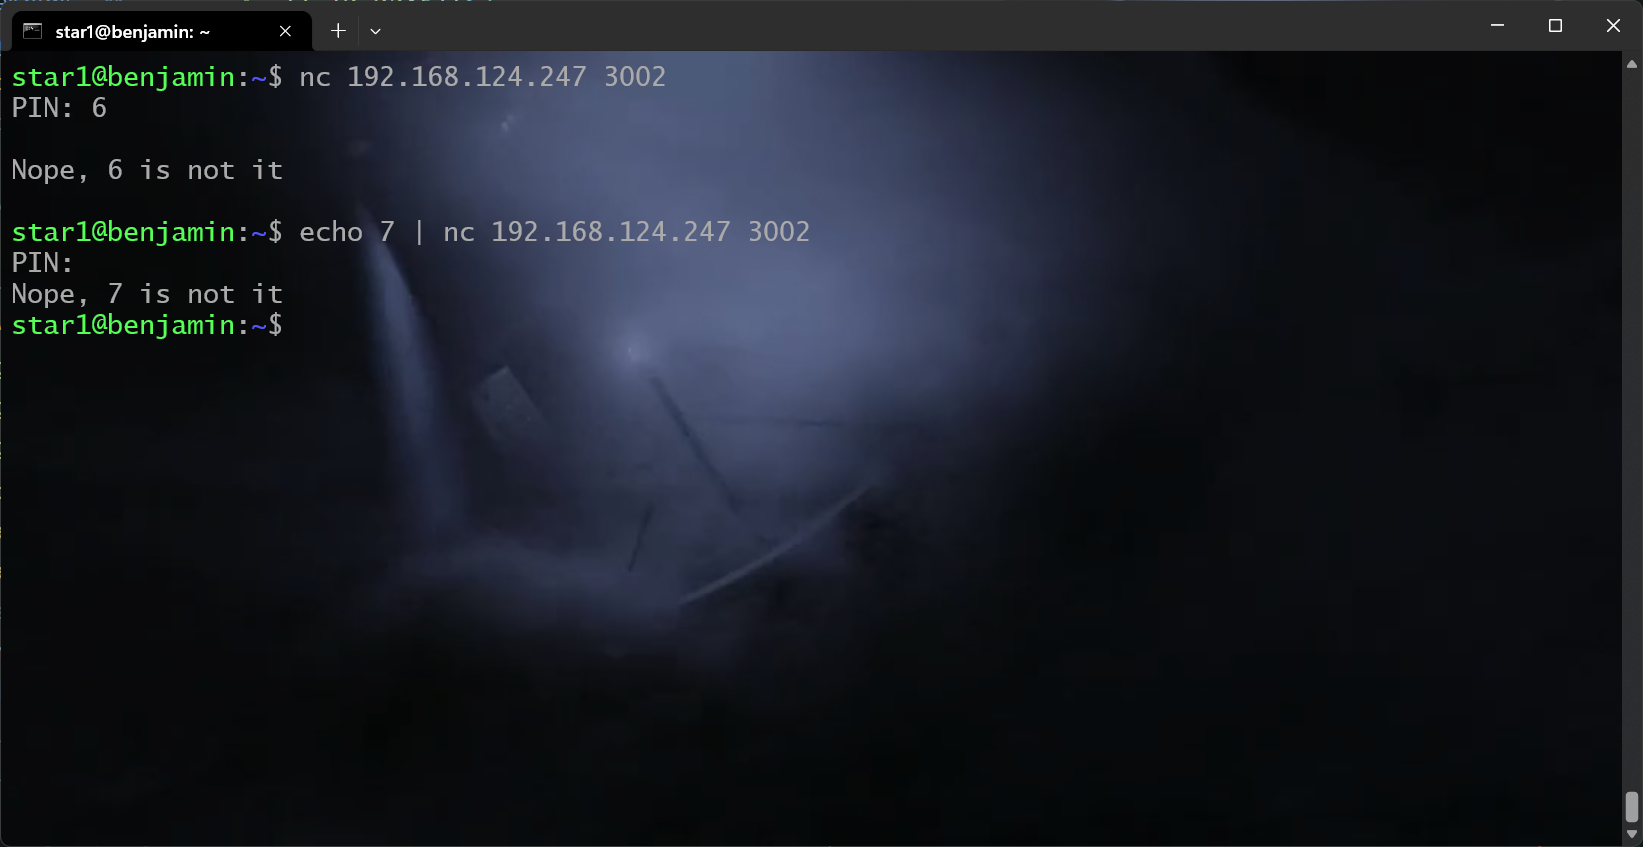 star1@benjamin: ~
star1@benjamin:~$ nc 192.168.124.247 3002
PIN: 6
Nope, 6 is not it
star1@benjamin:~$ echo 7 | nc 192.168.124.247 3002
PIN:
Nope, 7 is not it
star1@benjamin:~$